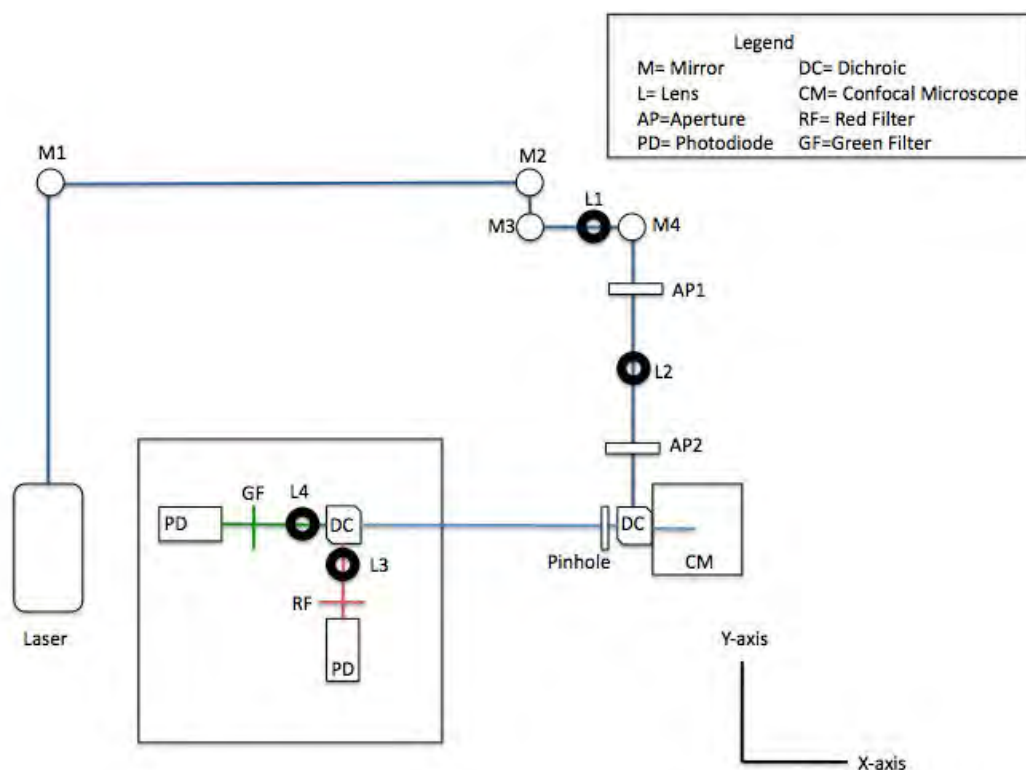 Legend
M= Mirror DC= Dichroic
L= Lens CM= Confocal Microscope
AP=Aperture RF= Red Filter
PD= Photodiode GF=Green Filter
M1
M2
L1
M3
M4
AP1
L2
AP2
GF
L4
PD
DC
DC
L3
Pinhole
CM
RF
Laser
PD
Y-axis
X-axis